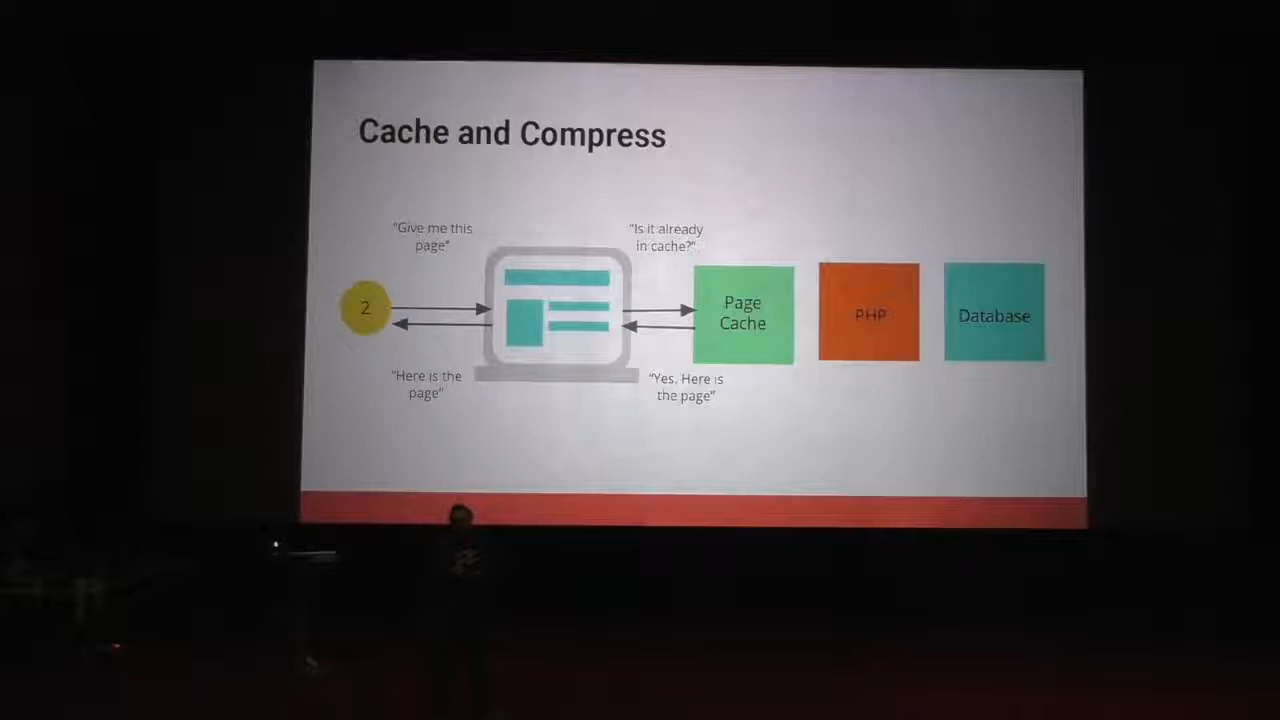 Cache and Compress
"Give me this
page"
"Is it already
in cache?"
2
Page
Cache
PHP
Database
"Here is the
page"
"Yes. Here is
the page"